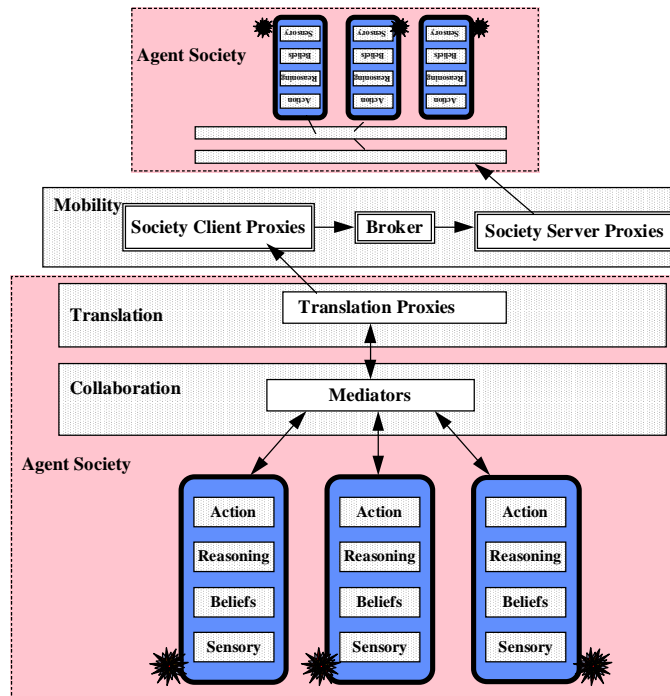 Agent Society
Sensory
Beliefs
Reasoning
Action
Sensory
Beliefs
Reasoning
Action
Sensory
Beliefs
Reasoning
Action
Mobility
Society Client Proxies
Broker
Society Server Proxies
Translation
Translation Proxies
Collaboration
Mediators
Agent Society
Action
Reasoning
Beliefs
Sensory
Action
Reasoning
Beliefs
Sensory
Action
Reasoning
Beliefs
Sensory